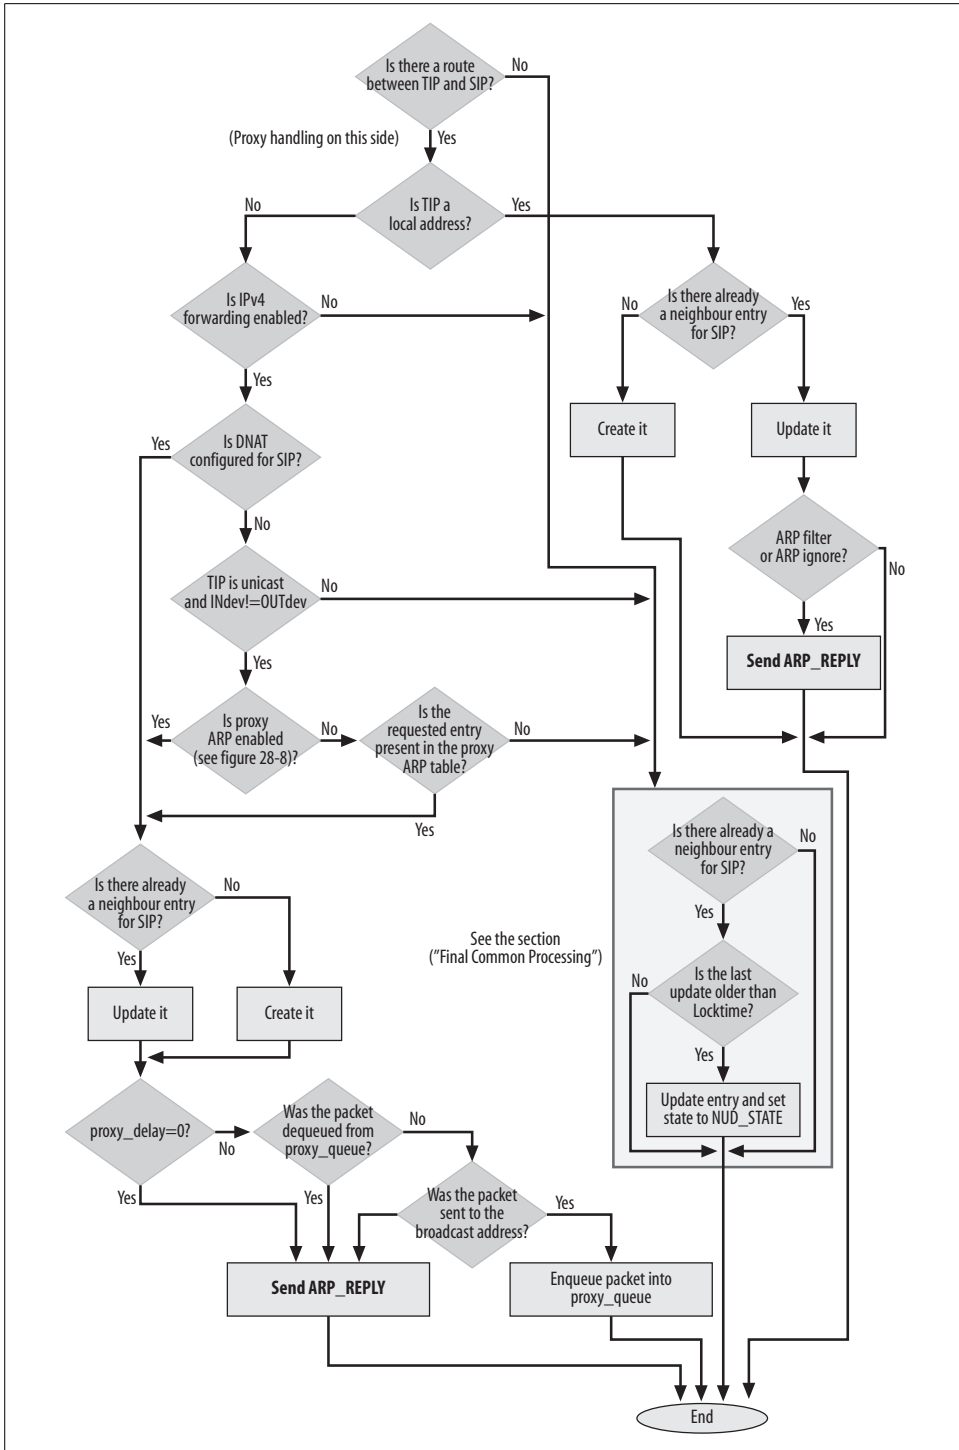 Is there a route
between TIP and SIP?
No
(Proxy handling on this side)
Yes
No
Is TIP a
local address?
Yes
Is IPv4
forwarding enabled?
No
No
Is there already
a neighbour entry
for SIP?
Yes
Yes
Create it
Update it
Yes
Is DNAT
configured for SIP?
No
ARP filter
or ARP ignore?
No
TIP is unicast
and INdev!=OUTdev
No
Yes
Send ARP_REPLY
Yes
Yes
Is proxy
ARP enabled
(see figure 28-8)?
No
Is the
requested entry
present in the proxy
ARP table?
No
Yes
Is there already a
neighbour entry
for SIP?
No
Is there already
a neighbour entry
for SIP?
No
Yes
See the section
("Final Common Processing")
Yes
No
Is the last
update older than
Locktime?
Update it
Create it
Yes
Update entry and set
state to NUD_STATE
proxy_delay=0?
No
Was the packet
dequeued from
proxy_queue?
No
Yes
Yes
Was the packet
sent to the
broadcast address?
Yes
Send ARP_REPLY
Enqueue packet into
proxy_queue
End